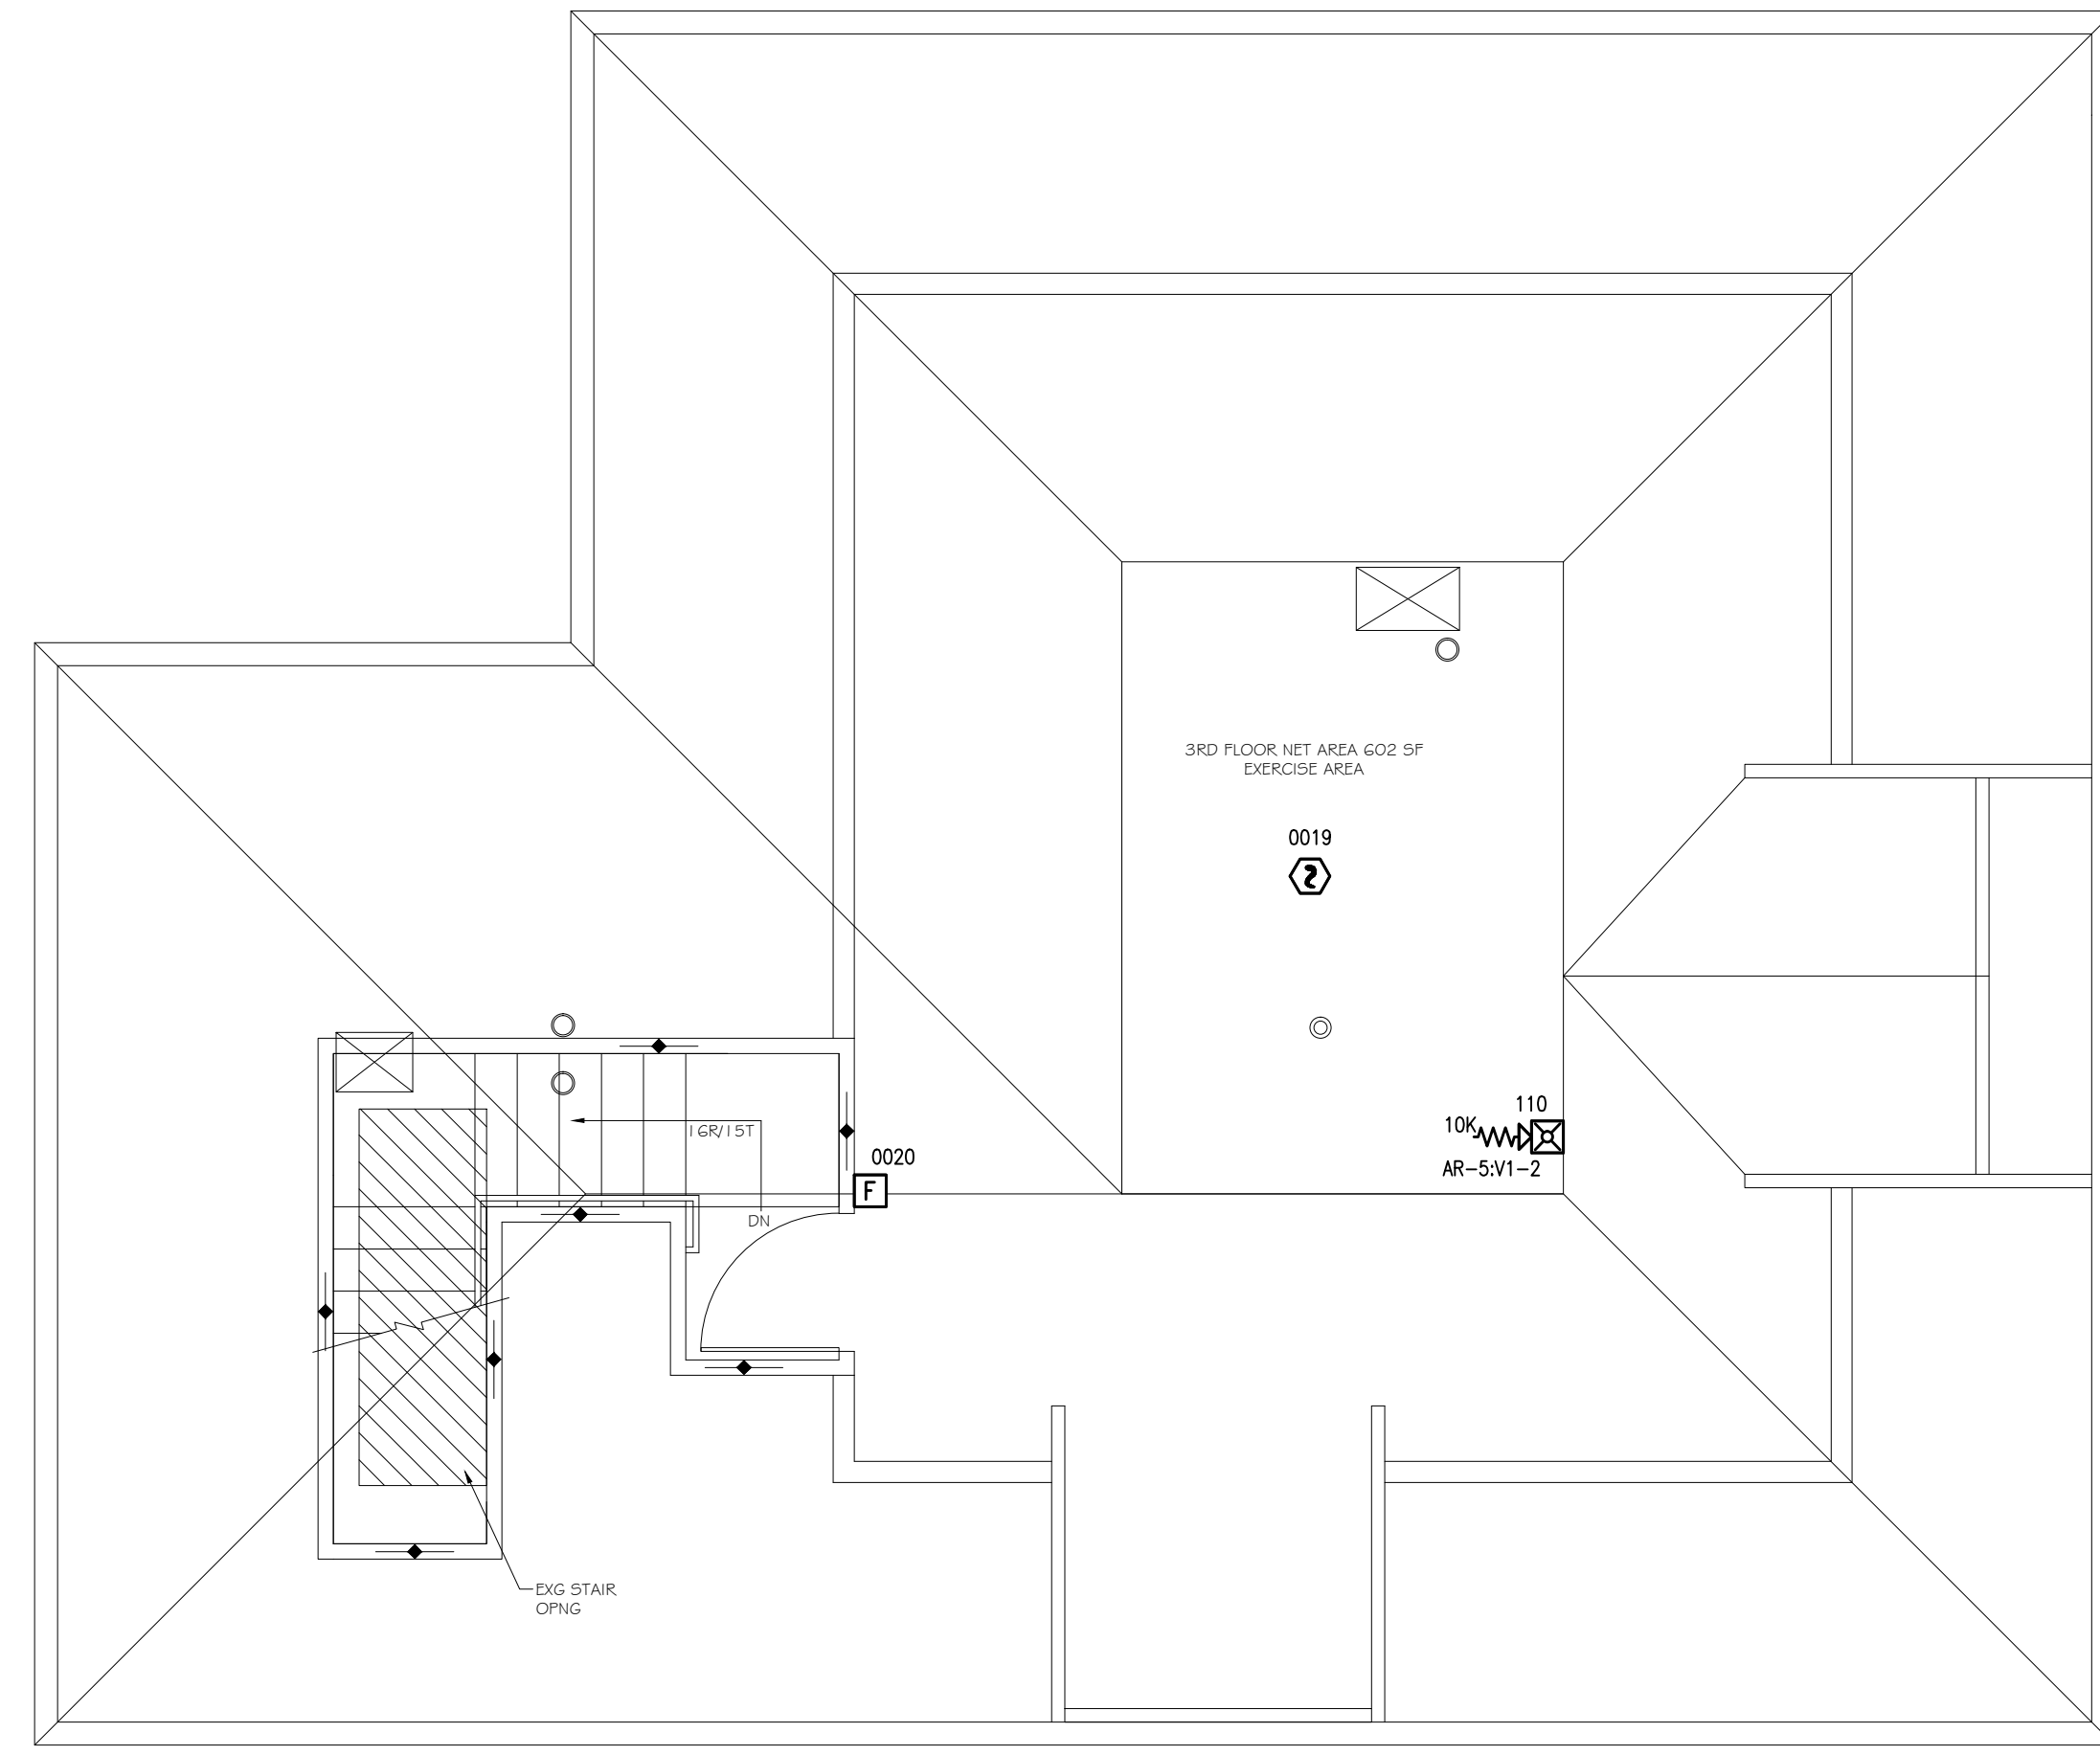 3RD FLOOR NET AREA 602 SF
EXERCISE AREA
0019
110
10K
AR-5:V1-2
16R/15T
0020
F
DN
EXG STAIR
OPNG